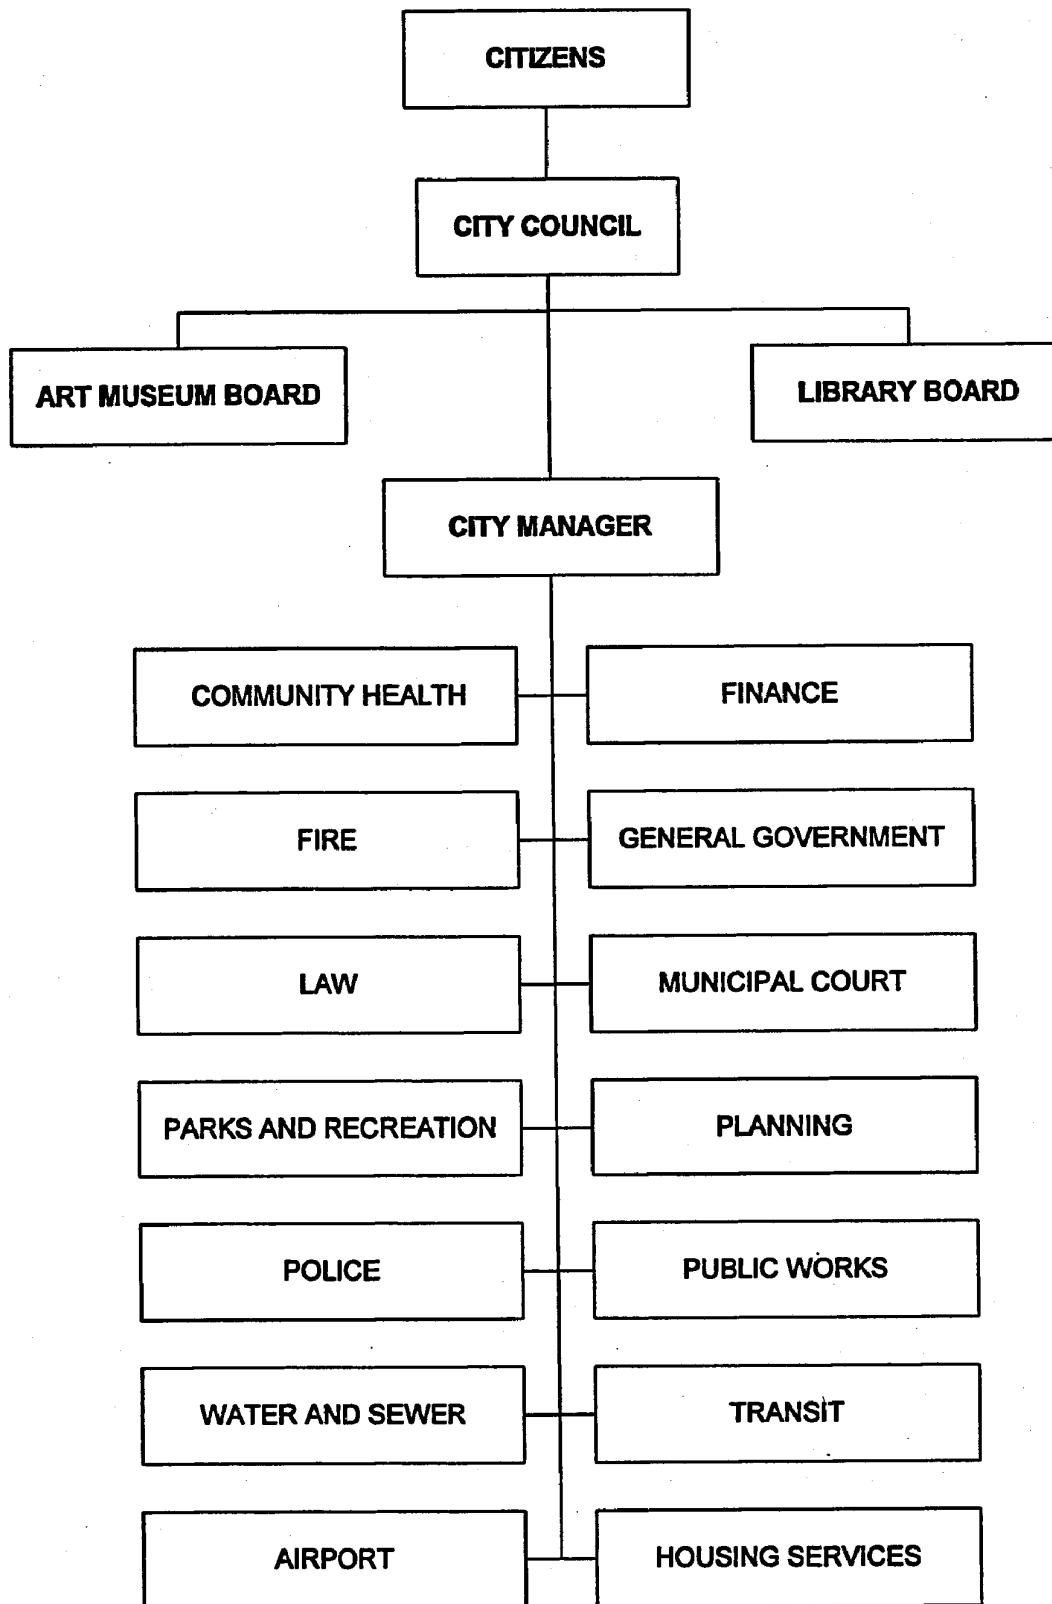 CITIZENS
CITY COUNCIL
ART MUSEUM BOARD
LIBRARY BOARD
CITY MANAGER
COMMUNITY HEALTH
FINANCE
FIRE
GENERAL GOVERNMENT
LAW
MUNICIPAL COURT
PARKS AND RECREATION
PLANNING
POLICE
PUBLIC WORKS
WATER AND SEWER
TRANSIT
AIRPORT
HOUSING SERVICES